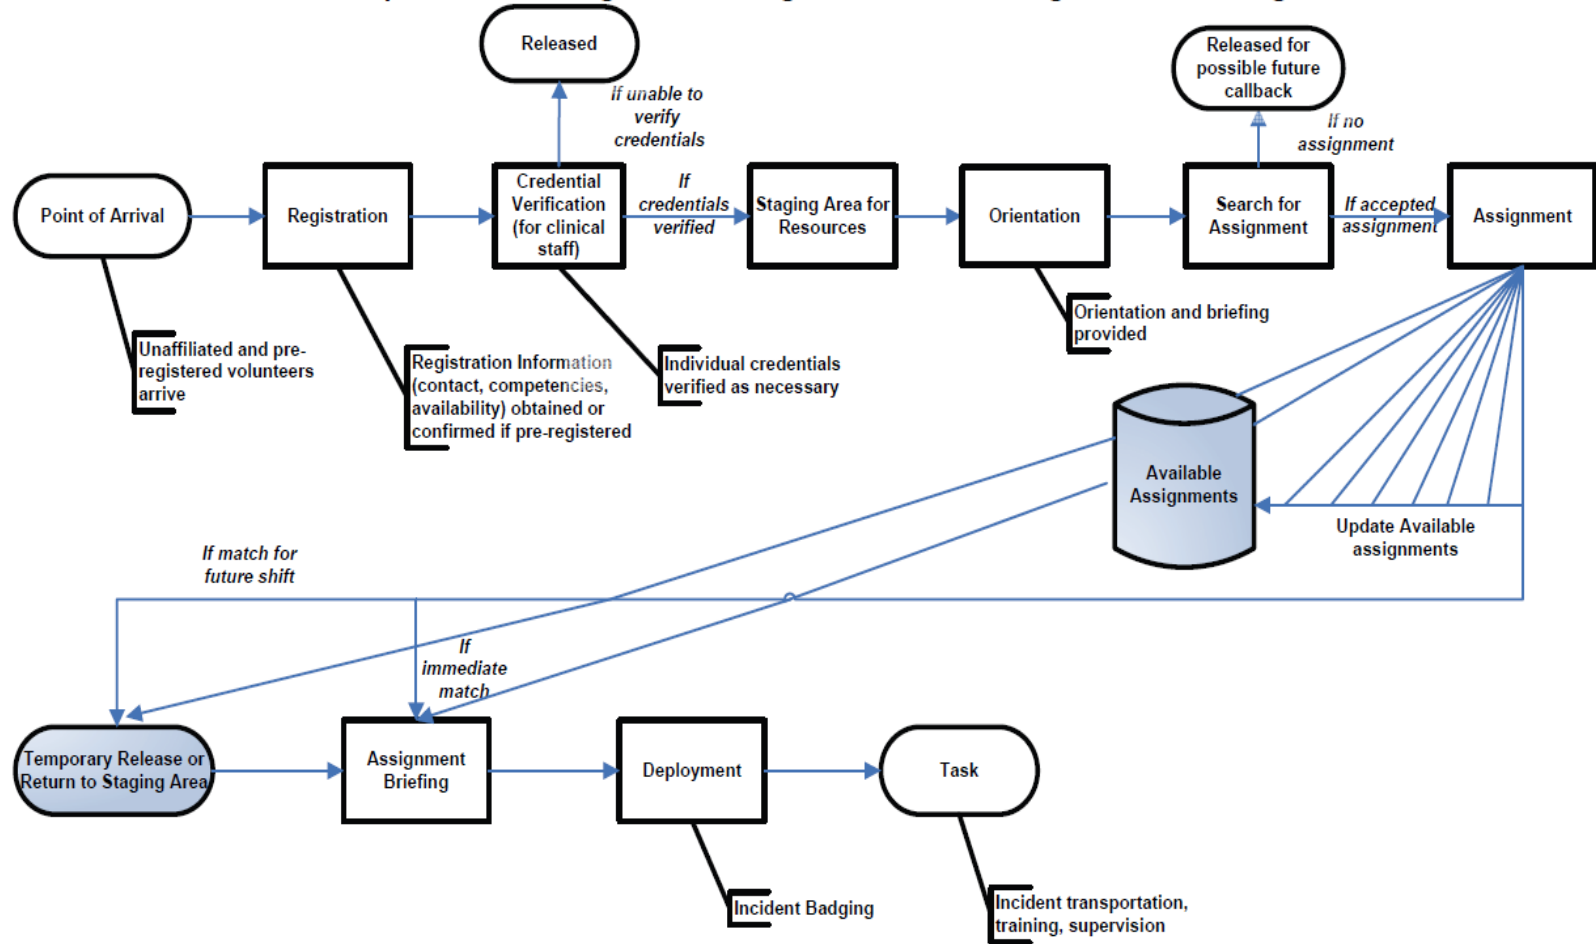 Released
Released for
possible future
callback
If unable to
verify
credentials
If no
assignment
Point of Arrival
Registration
Credential
Verification
(for clinical
staff)
If
credentials
verified
Staging Area for
Resources
Orientation
Search for
Assignment
If accepted
assignment
Assignment
Unaffiliated and pre-
registered volunteers
arrive
Registration Information
(contact, competencies,
availability) obtained or
confirmed if pre-registered
Individual credentials
verified as necessary
Orientation and briefing
provided
Available
Assignments
Update Available
assignments
If match for
future shift
If
immediate
match
Temporary Release or
Return to Staging Area
Assignment
Briefing
Deployment
Task
Incident Badging
Incident transportation,
training, supervision